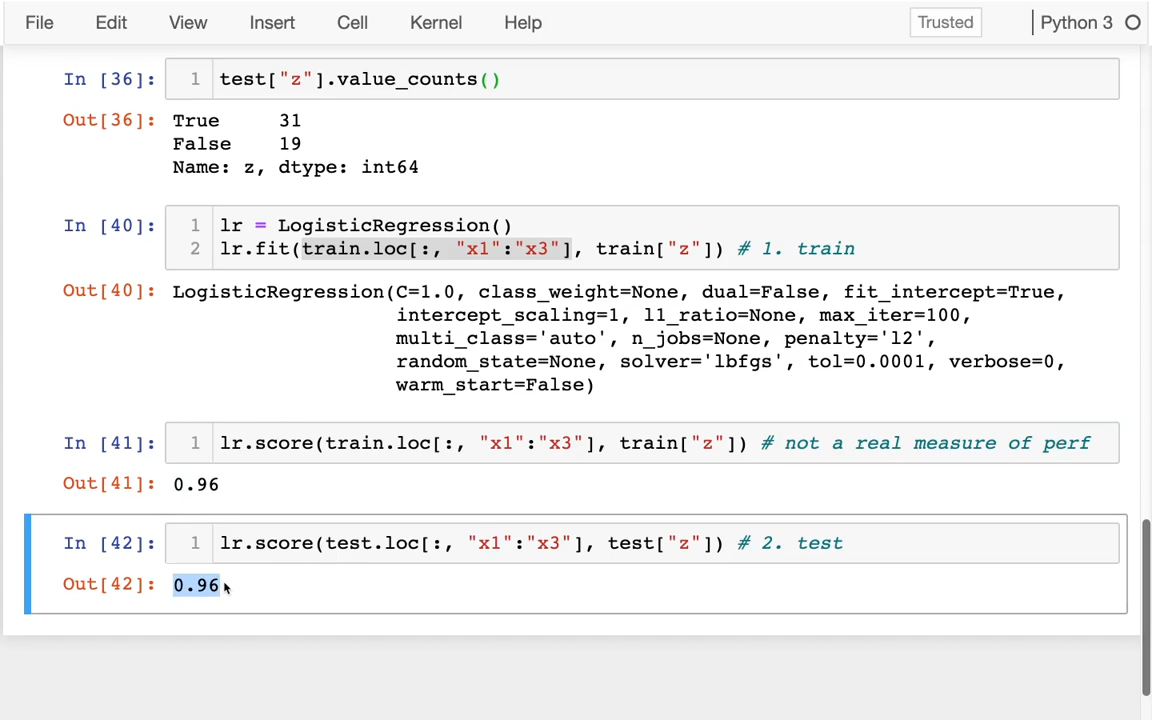 File Edit View Insert Cell Kernel Help Trusted Python 3
In [36]: 1 test["z"].value_counts()
Out[36]: True 31
False 19
Name: z, dtype: int64
In [40]: 1 lr = LogisticRegression()
2 lr.fit(train.loc[:, "x1":"x3"], train["z"]) # 1. train
Out[40]: LogisticRegression(C=1.0, class_weight=None, dual=False, fit_intercept=True,
intercept_scaling=1, l1_ratio=None, max_iter=100,
multi_class='auto', n_jobs=None, penalty='l2',
random_state=None, solver='lbfgs', tol=0.0001, verbose=0,
warm_start=False)
In [41]: 1 lr.score(train.loc[:, "x1":"x3"], train["z"]) # not a real measure of perf
Out[41]: 0.96
In [42]: 1 lr.score(test.loc[:, "x1":"x3"], test["z"]) # 2. test
Out[42]: 0.96